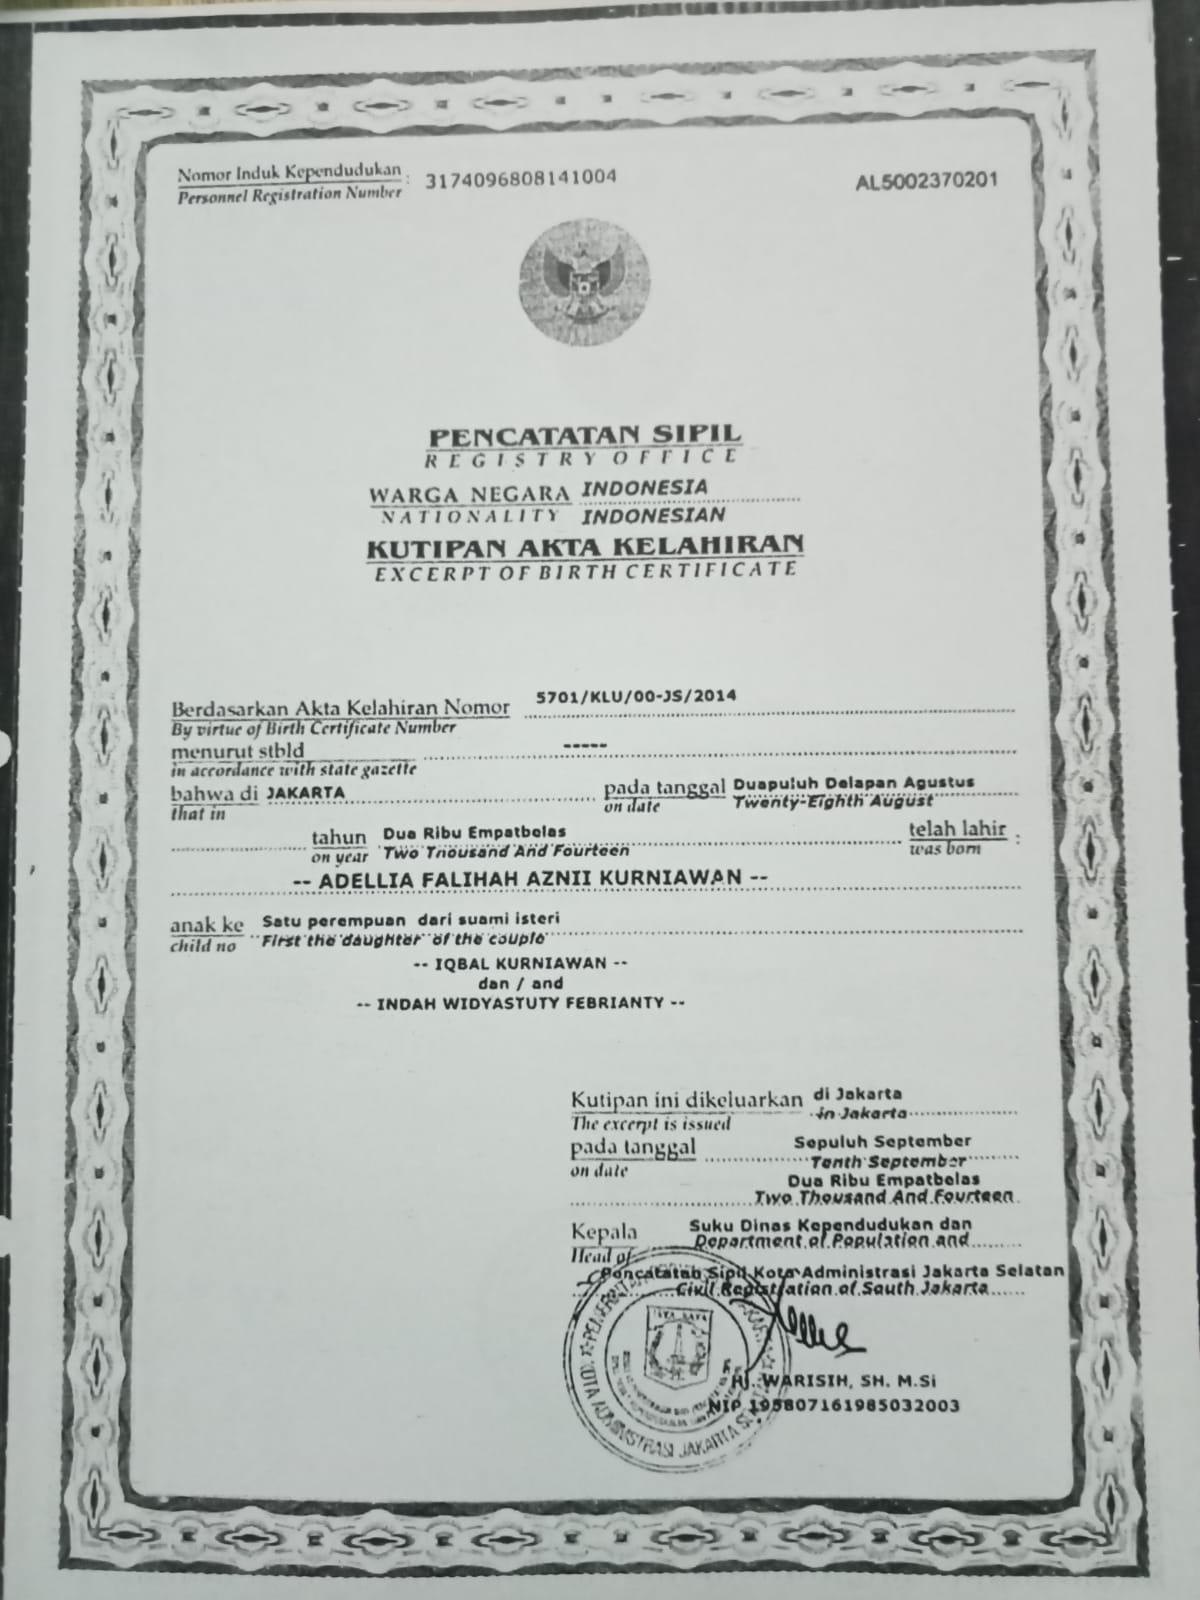 Nomor Induk Kependudukan : 3174096808141004 AL5002370201
Personnel Registration Number
PENCATATAN SIPIL
REGISTRY OFFICE
WARGA NEGARA INDONESIA
NATIONALITY INDONESIAN
KUTIPAN AKTA KELAHIRAN
EXCERPT OF BIRTH CERTIFICATE
Berdasarkan Akta Kelahiran Nomor 5701/KLU/00-JS/2014
By virtue of Birth Certificate Number
menurut stbld -----
in accordance with state gazette
bahwa di JAKARTA pada tanggal Duapuluh Delapan Agustus
that in on date Twenty-Eighth August
tahun Dua Ribu Empatbelas telah lahir :
on year Two Thousand And Fourteen was born
-- ADELLIA FALIHAH AZNII KURNIAWAN --
anak ke Satu perempuan dari suami isteri
child no First the daughter of the couple
-- IQBAL KURNIAWAN --
dan / and
-- INDAH WIDYASTUTY FEBRIANTY --
Kutipan ini dikeluarkan di Jakarta
The excerpt is issued in Jakarta
pada tanggal Sepuluh September
on date Tenth September
Dua Ribu Empatbelas
Two Thousand And Fourteen
Kepala Suku Dinas Kependudukan dan
Head of Department of Population and
Pencatatan Sipil Kota Administrasi Jakarta Selatan
Civil Registration of South Jakarta
JAYA RAYA
KOTA ADMINISTRASI JAKARTA
Hj. WARISIH, SH. M.Si
NIP 195807161985032003